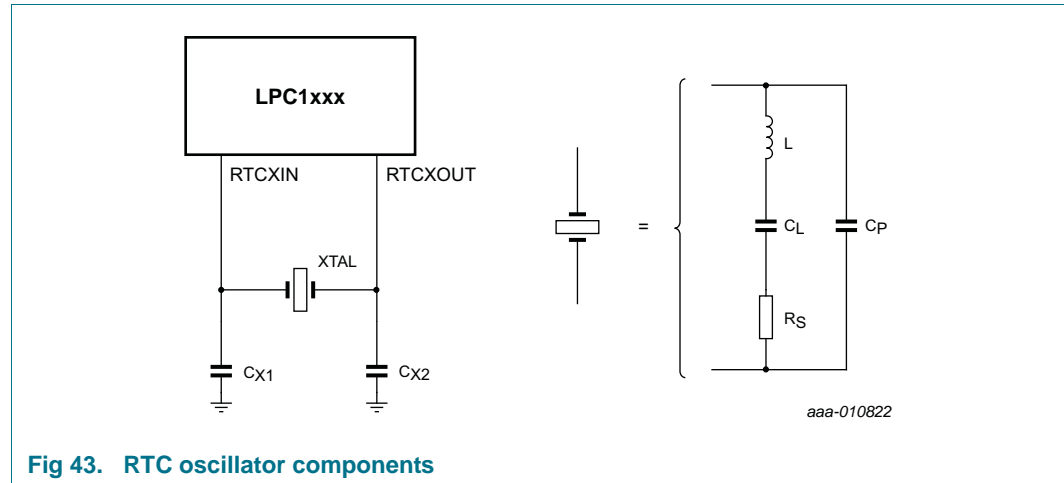 LPC1xxx
RTCXIN
RTCXOUT
XTAL
CX1
CX2
=
L
CL
CP
RS
aaa-010822
Fig 43. RTC oscillator components